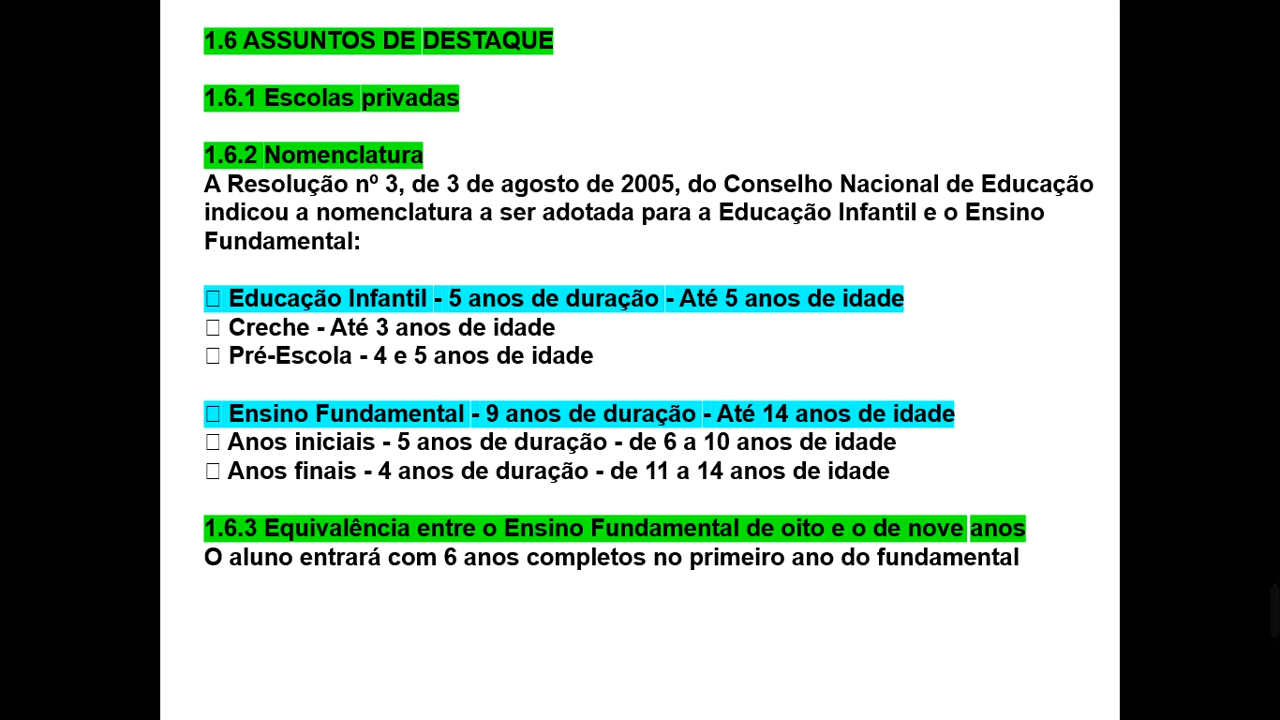 1.6 ASSUNTOS DE DESTAQUE
1.6.1 Escolas privadas
1.6.2 Nomenclatura
A Resolução nº 3, de 3 de agosto de 2005, do Conselho Nacional de Educação
indicou a nomenclatura a ser adotada para a Educação Infantil e o Ensino
Fundamental:
□ Educação Infantil - 5 anos de duração - Até 5 anos de idade
□ Creche - Até 3 anos de idade
□ Pré-Escola - 4 e 5 anos de idade
□ Ensino Fundamental - 9 anos de duração - Até 14 anos de idade
□ Anos iniciais - 5 anos de duração - de 6 a 10 anos de idade
□ Anos finais - 4 anos de duração - de 11 a 14 anos de idade
1.6.3 Equivalência entre o Ensino Fundamental de oito e o de nove anos
O aluno entrará com 6 anos completos no primeiro ano do fundamental